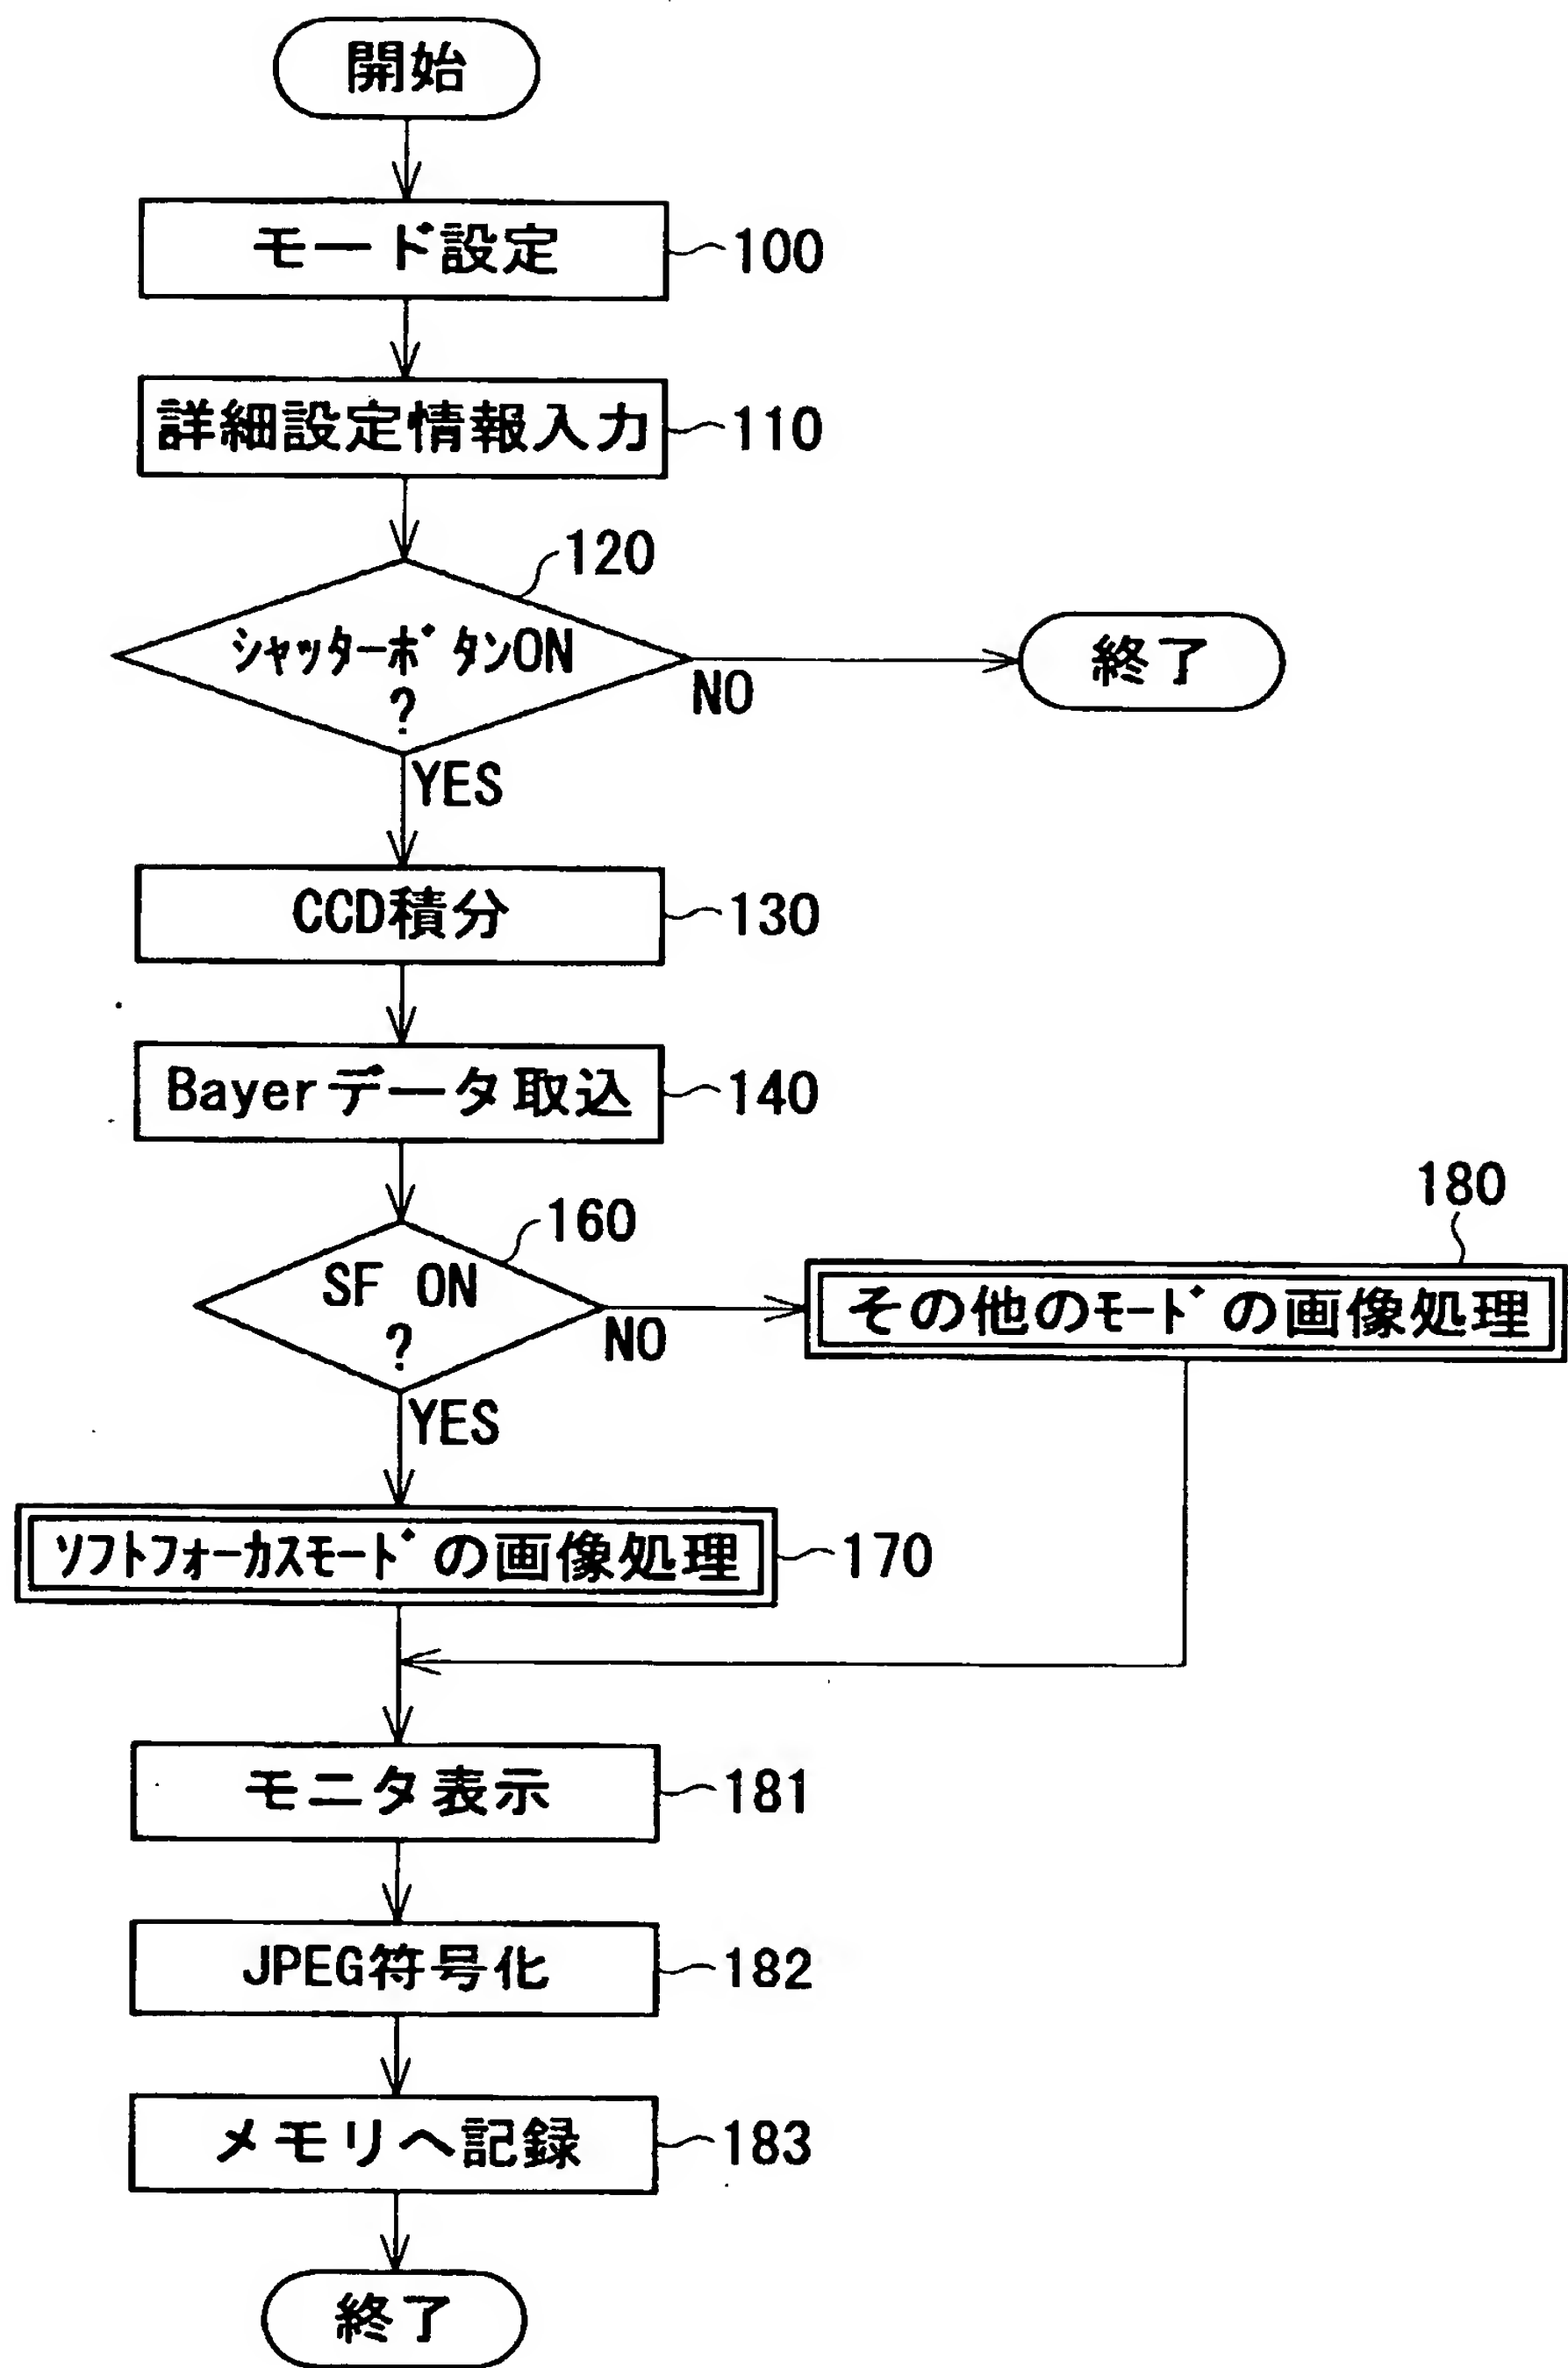 開始
モード設定
100
詳細設定情報入力
110
120
シャッターボタンON
?
NO
終了
YES
CCD積分
130
Bayerデータ取込
140
160
SF ON
?
NO
180
その他のモードの画像処理
YES
ソフトフォーカスモードの画像処理
170
モニタ表示
181
JPEG符号化
182
メモリへ記録
183
終了